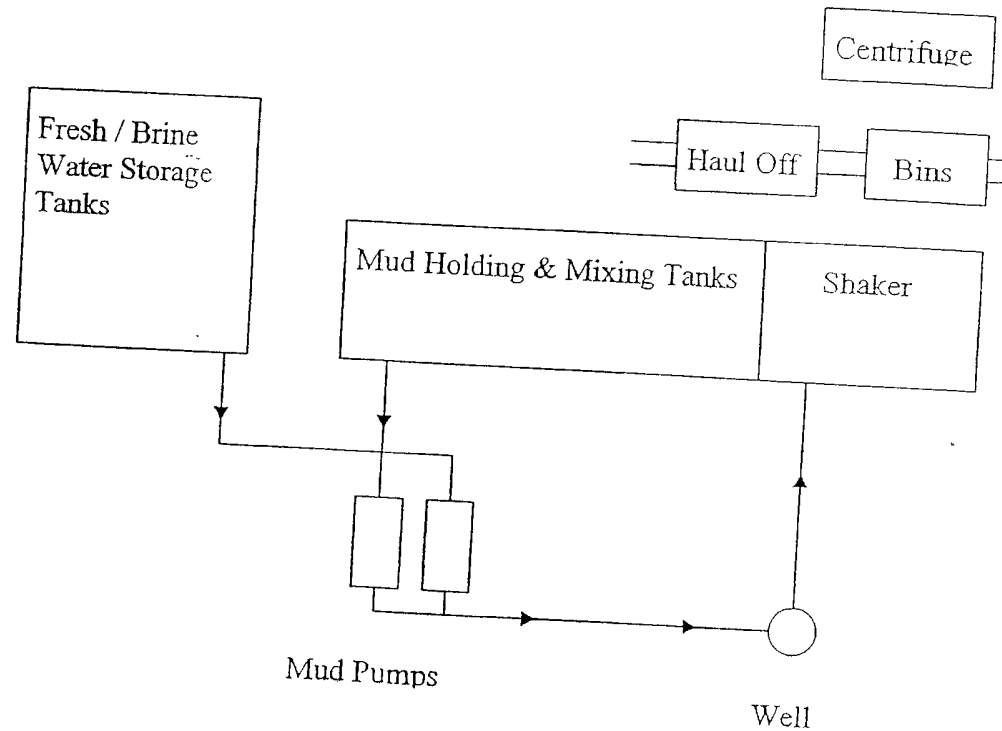 Centrifuge
Fresh / Brine
Water Storage
Tanks
Haul Off
Bins
Mud Holding & Mixing Tanks
Shaker
Mud Pumps
Well